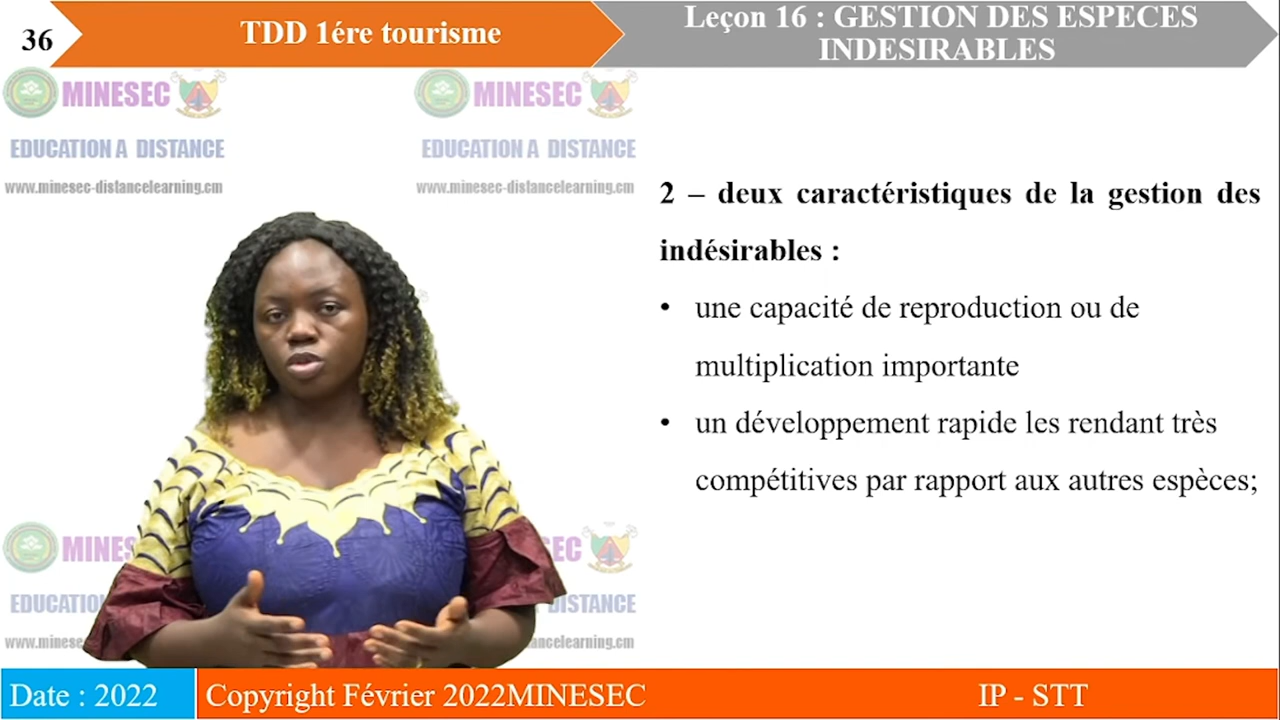 36
TDD 1ére tourisme
Leçon 16 : GESTION DES ESPECES
INDESIRABLES
MINESEC
EDUCATION A DISTANCE
www.minesec-distancelearning.cm
MINESEC
EDUCATION A DISTANCE
www.minesec-distancelearning.cm
2 – deux caractéristiques de la gestion des
indésirables :
• une capacité de reproduction ou de
multiplication importante
• un développement rapide les rendant très
compétitives par rapport aux autres espèces;
Date : 2022
Copyright Février 2022MINESEC
IP - STT